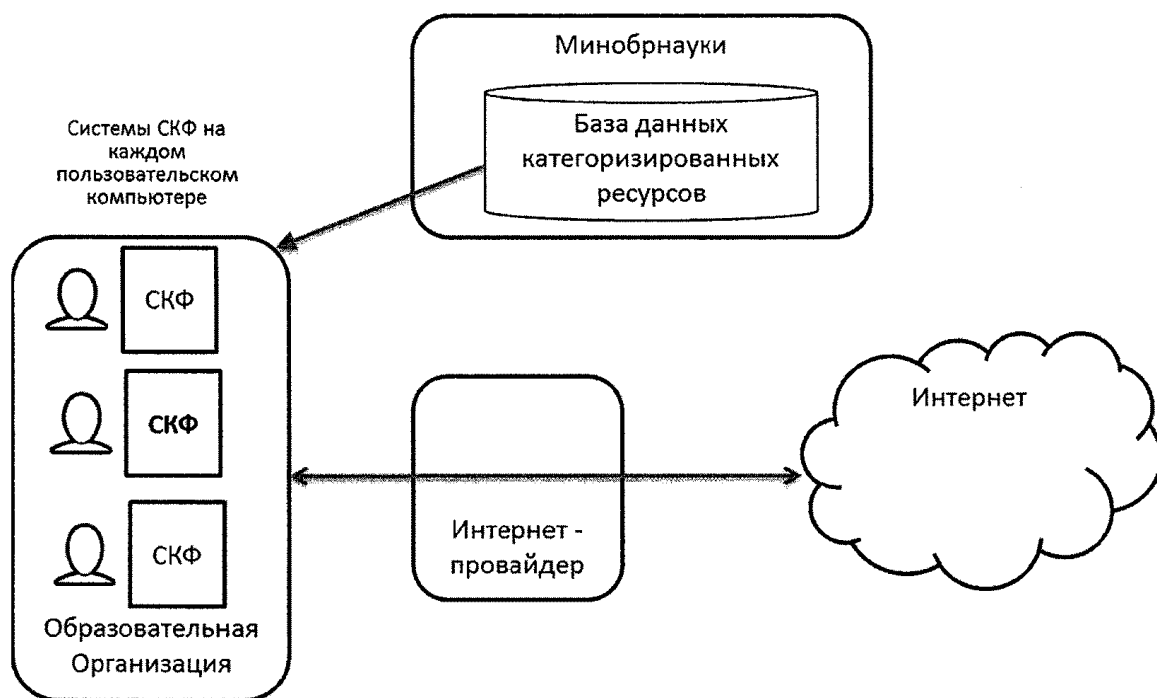 Минобрнауки
База данных
категоризированных
ресурсов
Системы СКФ на
каждом
пользовательском
компьютере
СКФ
СКФ
СКФ
Образовательная
Организация
Интернет -
провайдер
Интернет